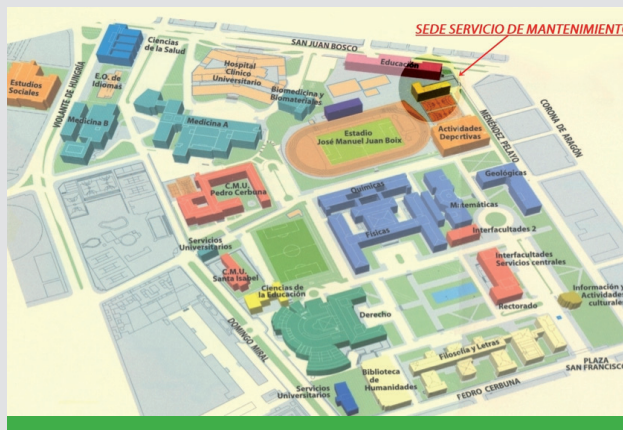 SEDE SERVICIO DE MANTENIMIENTO
SAN JUAN BOSCO
Ciencias
de la Salud
Educación
Hospital
Clínico
Universitario
Estudios
Sociales
E.O. de
Idiomas
VIOLANTE DE HUNGRÍA
Biomedicina y
Biomateriales
MENÉNDEZ PELAYO
CORONA DE ARAGÓN
Medicina B
Medicina A
Estadio
José Manuel Juan Boix
Actividades
Deportivas
C.M.U.
Pedro Cerbuna
Químicas
Geológicas
Matemáticas
Físicas
Interfacultades 2
Servicios
Universitarios
C.M.U.
Santa Isabel
Interfacultades
Servicios centrales
Ciencias de
la Educación
Información y
Actividades
culturales
Rectorado
Derecho
DOMINGO MIRAL
Filosofía y Letras
PLAZA
SAN FRANCISCO
Biblioteca
de
Humanidades
Servicios
Universitarios
PEDRO CERBUNA